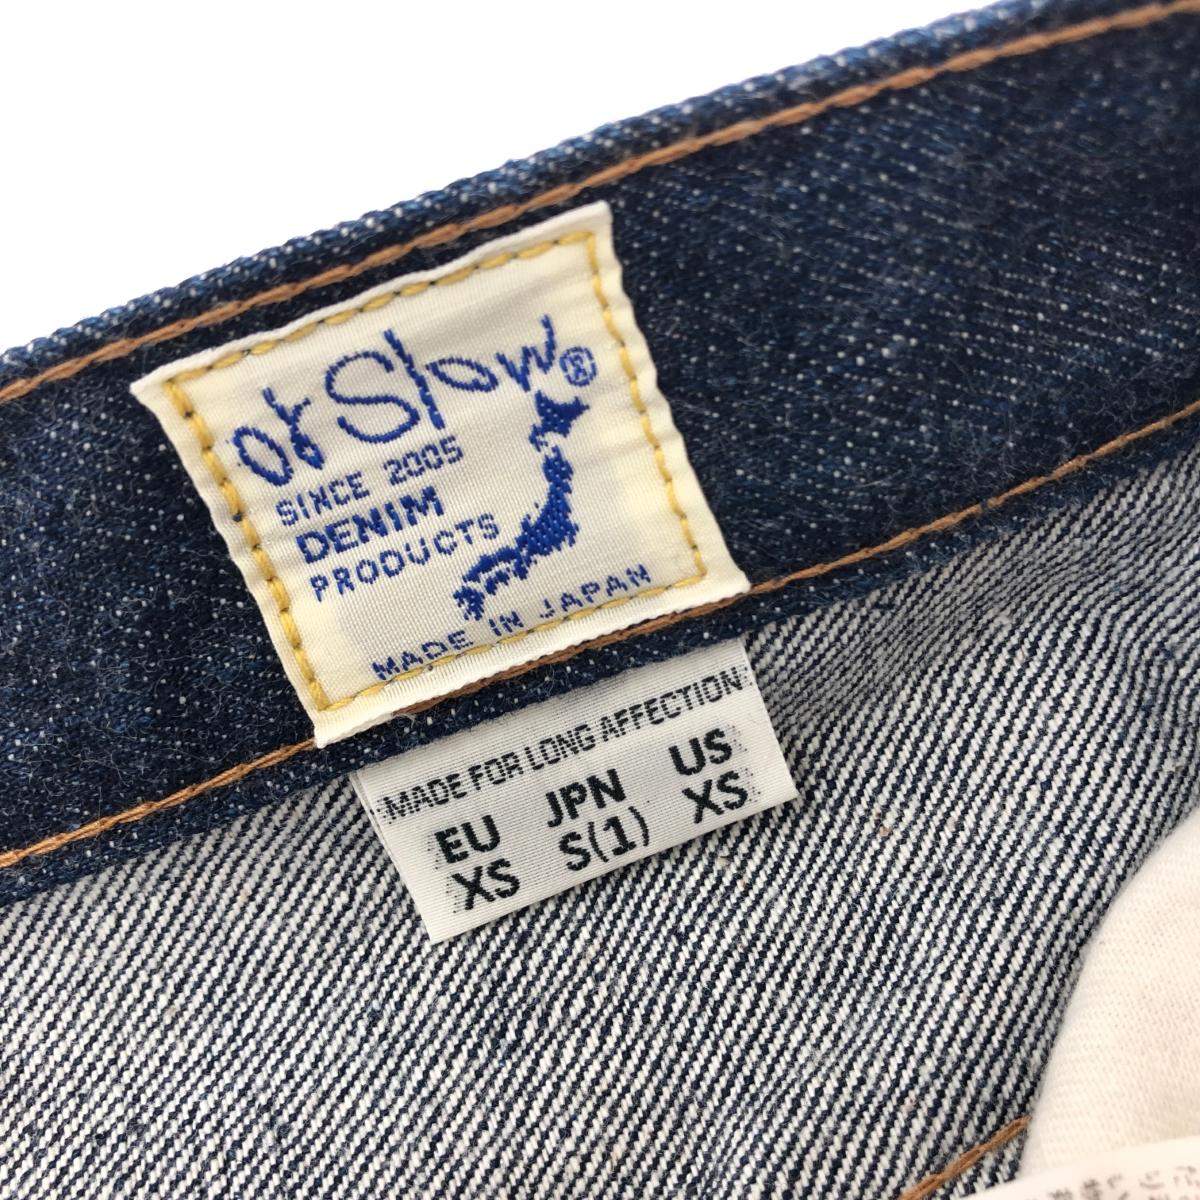 orSlow®
SINCE 2005
DENIM
PRODUCTS
MADE IN JAPAN
MADE FOR LONG AFFECTION
EU JPN US
XS S(1) XS